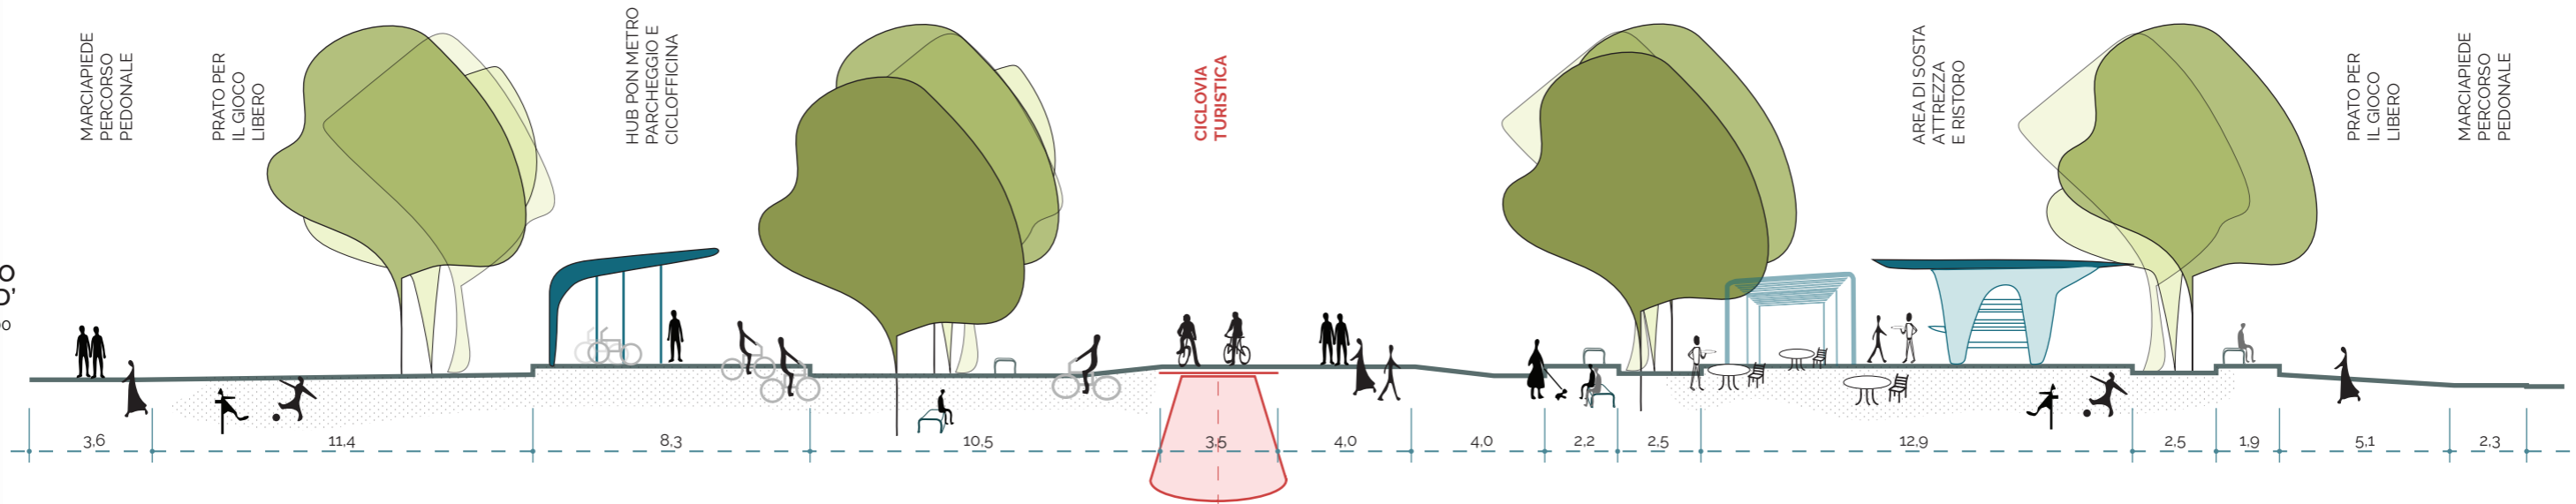 MARCIAPIEDE
PERCORSO
PEDONALE
PRATO PER
IL GIOCO
LIBERO
HUB PON METRO
PARCHEGGIO E
CICLOFFICINA
CICLOVIA
TURISTICA
AREA DI SOSTA
ATTREZZA
E RISTORO
PRATO PER
IL GIOCO
LIBERO
MARCIAPIEDE
PERCORSO
PEDONALE
3,6
11,4
8,3
10,5
3,5
4,0
4,0
2,2
2,5
12,9
2,5
1,9
5,1
2,3